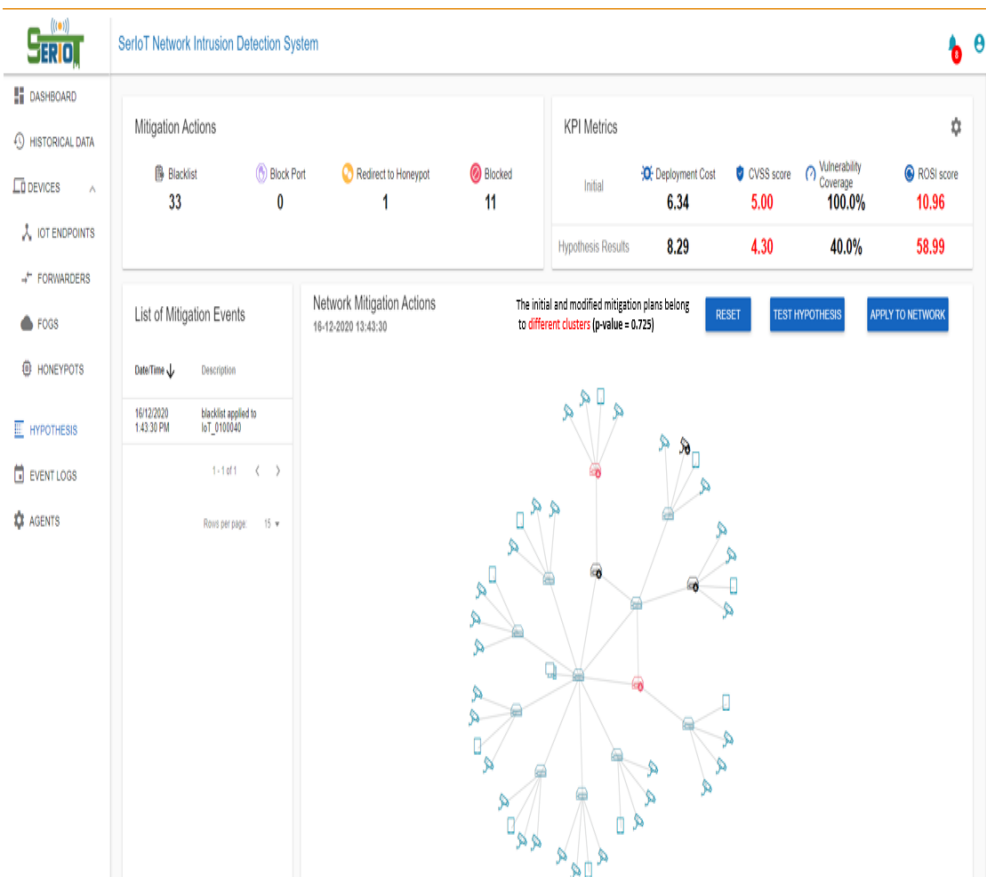 SERIOT
SerIoT Network Intrusion Detection System
0
DASHBOARD
HISTORICAL DATA
DEVICES
IOT ENDPOINTS
FORWARDERS
FOGS
HONEYPOTS
HYPOTHESIS
EVENT LOGS
AGENTS
Mitigation Actions
Blacklist
33
Block Port
0
Redirect to Honeypot
1
Blocked
11
KPI Metrics
Initial
Deployment Cost
6.34
CVSS score
5.00
Vulnerability
Coverage
100.0%
ROSI score
10.96
Hypothesis Results 8.29 4.30 40.0% 58.99
List of Mitigation Events
Date/Time Description
16/12/2020
1:43:30 PM
blacklist applied to
IoT_0100040
1 - 1 of 1
Rows per page: 15
Network Mitigation Actions
16-12-2020 13:43:30
The initial and modified mitigation plans belong
to different clusters (p-value = 0.725)
RESET
TEST HYPOTHESIS
APPLY TO NETWORK